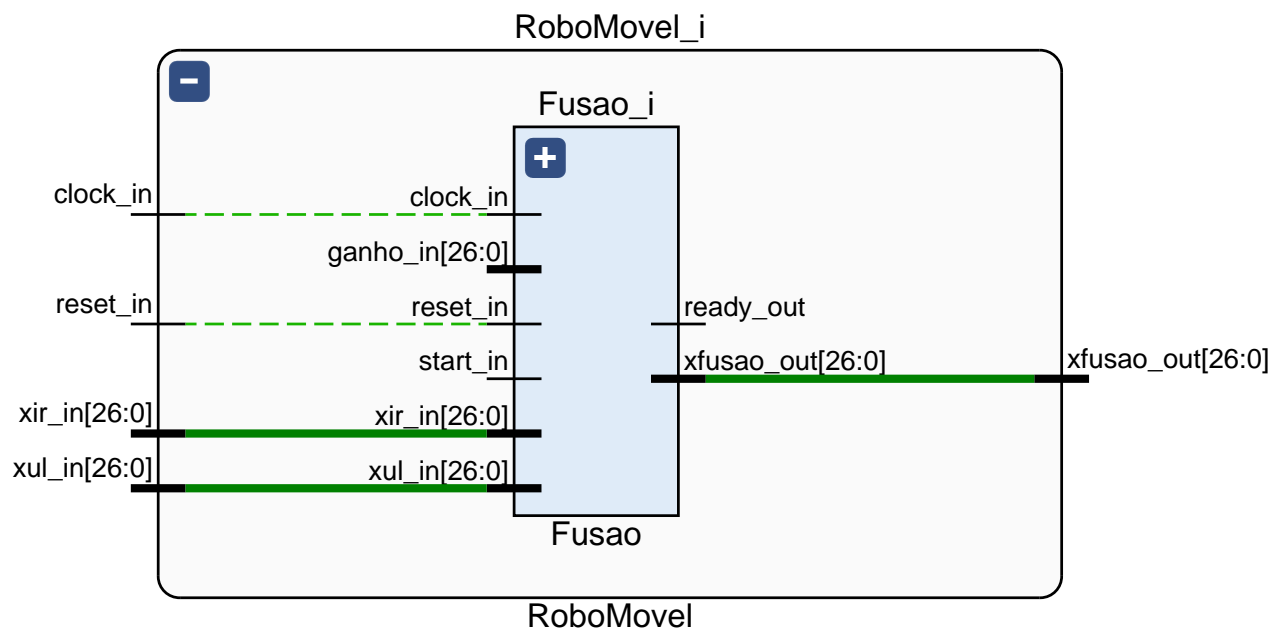 RoboMovel_i
Fusao_i
clock_in
clock_in
ganho_in[26:0]
reset_in
reset_in
ready_out
start_in
xfusao_out[26:0]
xfusao_out[26:0]
xir_in[26:0]
xir_in[26:0]
xul_in[26:0]
xul_in[26:0]
Fusao
RoboMovel